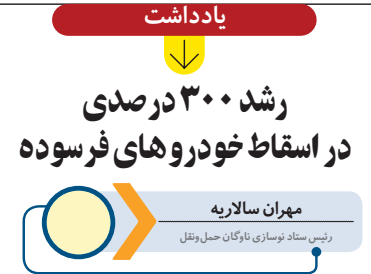 یادداشت
رشد ۳۰۰ درصدی
در اسقاط خودروهای فرسوده
مهران سالاریه
رئیس ستاد نوسازی ناوگان حمل‌ونقل